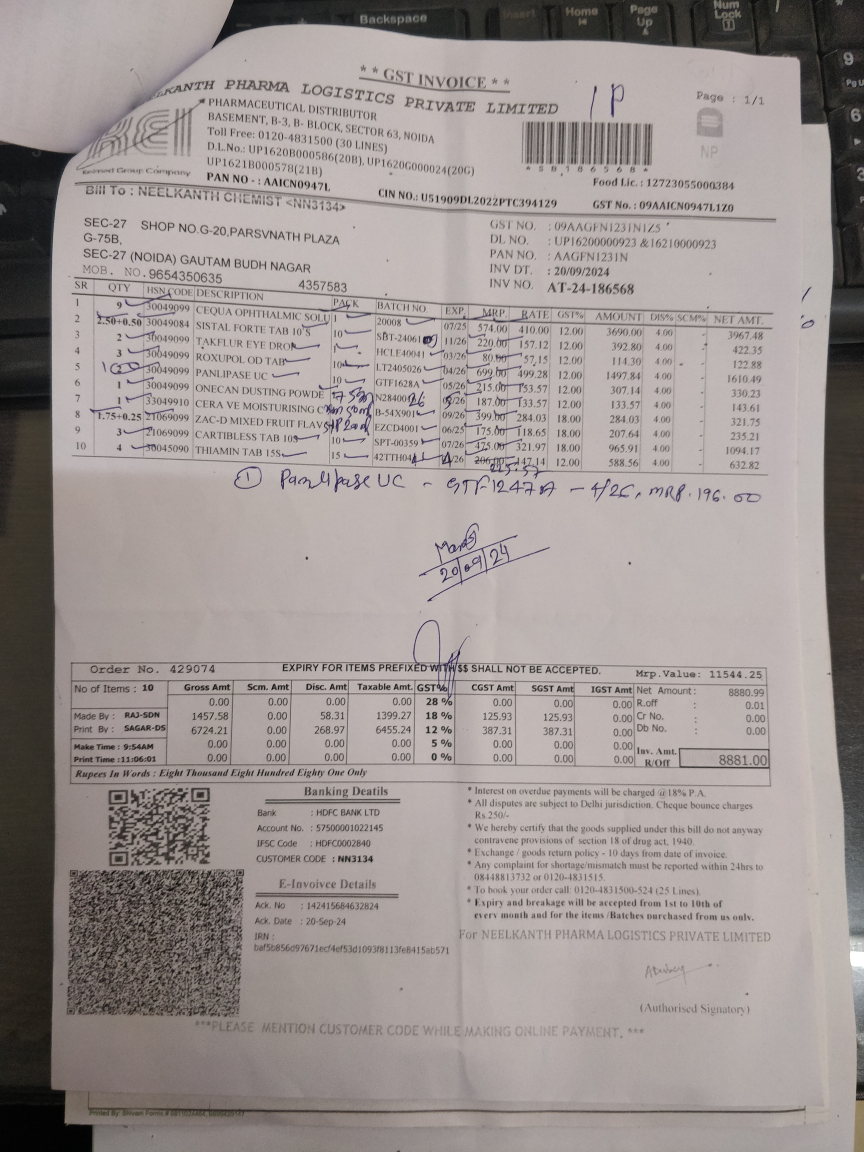 Backspace
Insert
Home
Page Up
Num Lock
9
PgU
6
3
* * GST INVOICE * *
ELKANTH PHARMA LOGISTICS PRIVATE LIMITED
1P
Page : 1/1
PHARMACEUTICAL DISTRIBUTOR
BASEMENT, B-3, B- BLOCK, SECTOR 63, NOIDA
Toll Free: 0120-4831500 (30 LINES)
D.L.No.: UP1620B000586(20B), UP1620G000024(20G)
UP1621B000578(21B)
PAN NO - : AAICN0947L
Group Company
CIN NO.: U51909DL2022PTC394129
NP
Food Lic. : 12723055000384
GST No. : 09AAICN0947L1Z0
Bill To : NEELKANTH CHEMIST <NN3134>
SEC-27 SHOP NO.G-20,PARSVNATH PLAZA
G-75B,
SEC-27 (NOIDA) GAUTAM BUDH NAGAR
MOB. NO. 9654350635
4357583
GST NO. : 09AAGFN1231N1Z5
DL NO. : UP16200000923 &16210000923
PAN NO. : AAGFN1231N
INV DT. : 20/09/2024
INV NO. AT-24-186568
SR QTY HSN CODE DESCRIPTION PACK BATCH NO EXP. MRP. RATE GST% AMOUNT DIS% SCM% NET AMT.
1 9 30049099 CEQUA OPHTHALMIC SOLU 1 20008 07/25 574.00 410.00 12.00 3690.00 4.00 - 3967.48
2 2.50+0.50 30049084 SISTAL FORTE TAB 10'S 10 SBT-24061 11/26 220.00 157.12 12.00 392.80 4.00 - 422.35
3 2 30049099 TAKFLUR EYE DROP 1 HCLE40041 03/26 80.00 57.15 12.00 114.30 4.00 - 122.88
4 3 30049099 ROXUPOL OD TAB 10 LT2405026 04/26 699.00 499.28 12.00 1497.84 4.00 - 1610.49
5 30049099 PANLIPASE UC 10 GTF1628A 05/26 215.00 153.57 12.00 307.14 4.00 - 330.23
6 1 30049099 ONECAN DUSTING POWDE N28400 26 187.00 133.57 12.00 133.57 4.00 - 143.61
7 1 33049910 CERA VE MOISTURISING B-54X901 09/26 399.00 284.03 18.00 284.03 4.00 - 321.75
8 1.75+0.25 21069099 ZAC-D MIXED FRUIT FLAV EZCD4001 06/25 175.00 118.65 18.00 207.64 4.00 - 235.21
9 3 21069099 CARTIBLESS TAB 10S 10 SPT-00359 07/26 475.00 321.97 18.00 965.91 4.00 - 1094.17
10 4 30045090 THIAMIN TAB 15S 15 147.14 12.00 588.56 4.00 - 632.82
① Panlipase UC - GTF1247A - 4/26, MRP. 196.00
20/09/24
Order No. 429074
EXPIRY FOR ITEMS PREFIXED WITH $$ SHALL NOT BE ACCEPTED.
Mrp.Value: 11544.25
No of Items : 10 Gross Amt Scm. Amt Disc. Amt Taxable Amt. GST% CGST Amt SGST Amt IGST Amt Net Amount: 8880.99
0.00 0.00 0.00 0.00 28 % 0.00 0.00 0.00 R.off : 0.01
Made By : RAJ-SDN 1457.58 0.00 58.31 1399.27 18 % 125.93 125.93 0.00 Cr No. : 0.00
Print By : SAGAR-DS 6724.21 0.00 268.97 6455.24 12 % 387.31 387.31 0.00 Db No. : 0.00
Make Time : 9:54AM 0.00 0.00 0.00 0.00 5 % 0.00 0.00 0.00
Print Time :11:06:01 0.00 0.00 0.00 0.00 0 % 0.00 0.00 0.00 Inv. Amt. R/Off 8881.00
Rupees In Words : Eight Thousand Eight Hundred Eighty One Only
Banking Deatils
Bank : HDFC BANK LTD
Account No. : 57500001022145
IFSC Code : HDFC0002840
CUSTOMER CODE : NN3134
E-Invoivce Details
Ack. No : 142415684632824
Ack. Date : 20-Sep-24
IRN :
baf5b856d97671ecf4ef53d1093f8113fe8415ab571
* Interest on overdue payments will be charged @18% P.A.
* All disputes are subject to Delhi jurisdiction. Cheque bounce charges
Rs.250/-
* We hereby certify that the goods supplied under this bill do not anyway
contravene provisions of section 18 of drug act, 1940.
* Exchange / goods return policy - 10 days from date of invoice.
* Any complaint for shortage/mismatch must be reported within 24hrs to
08448813732 or 0120-4831515.
* To book your order call: 0120-4831500-524 (25 Lines).
* Expiry and breakage will be accepted from 1st to 10th of
every month and for the items /Batches purchased from us only.
For NEELKANTH PHARMA LOGISTICS PRIVATE LIMITED
(Authorised Signatory)
***PLEASE MENTION CUSTOMER CODE WHILE MAKING ONLINE PAYMENT. ***